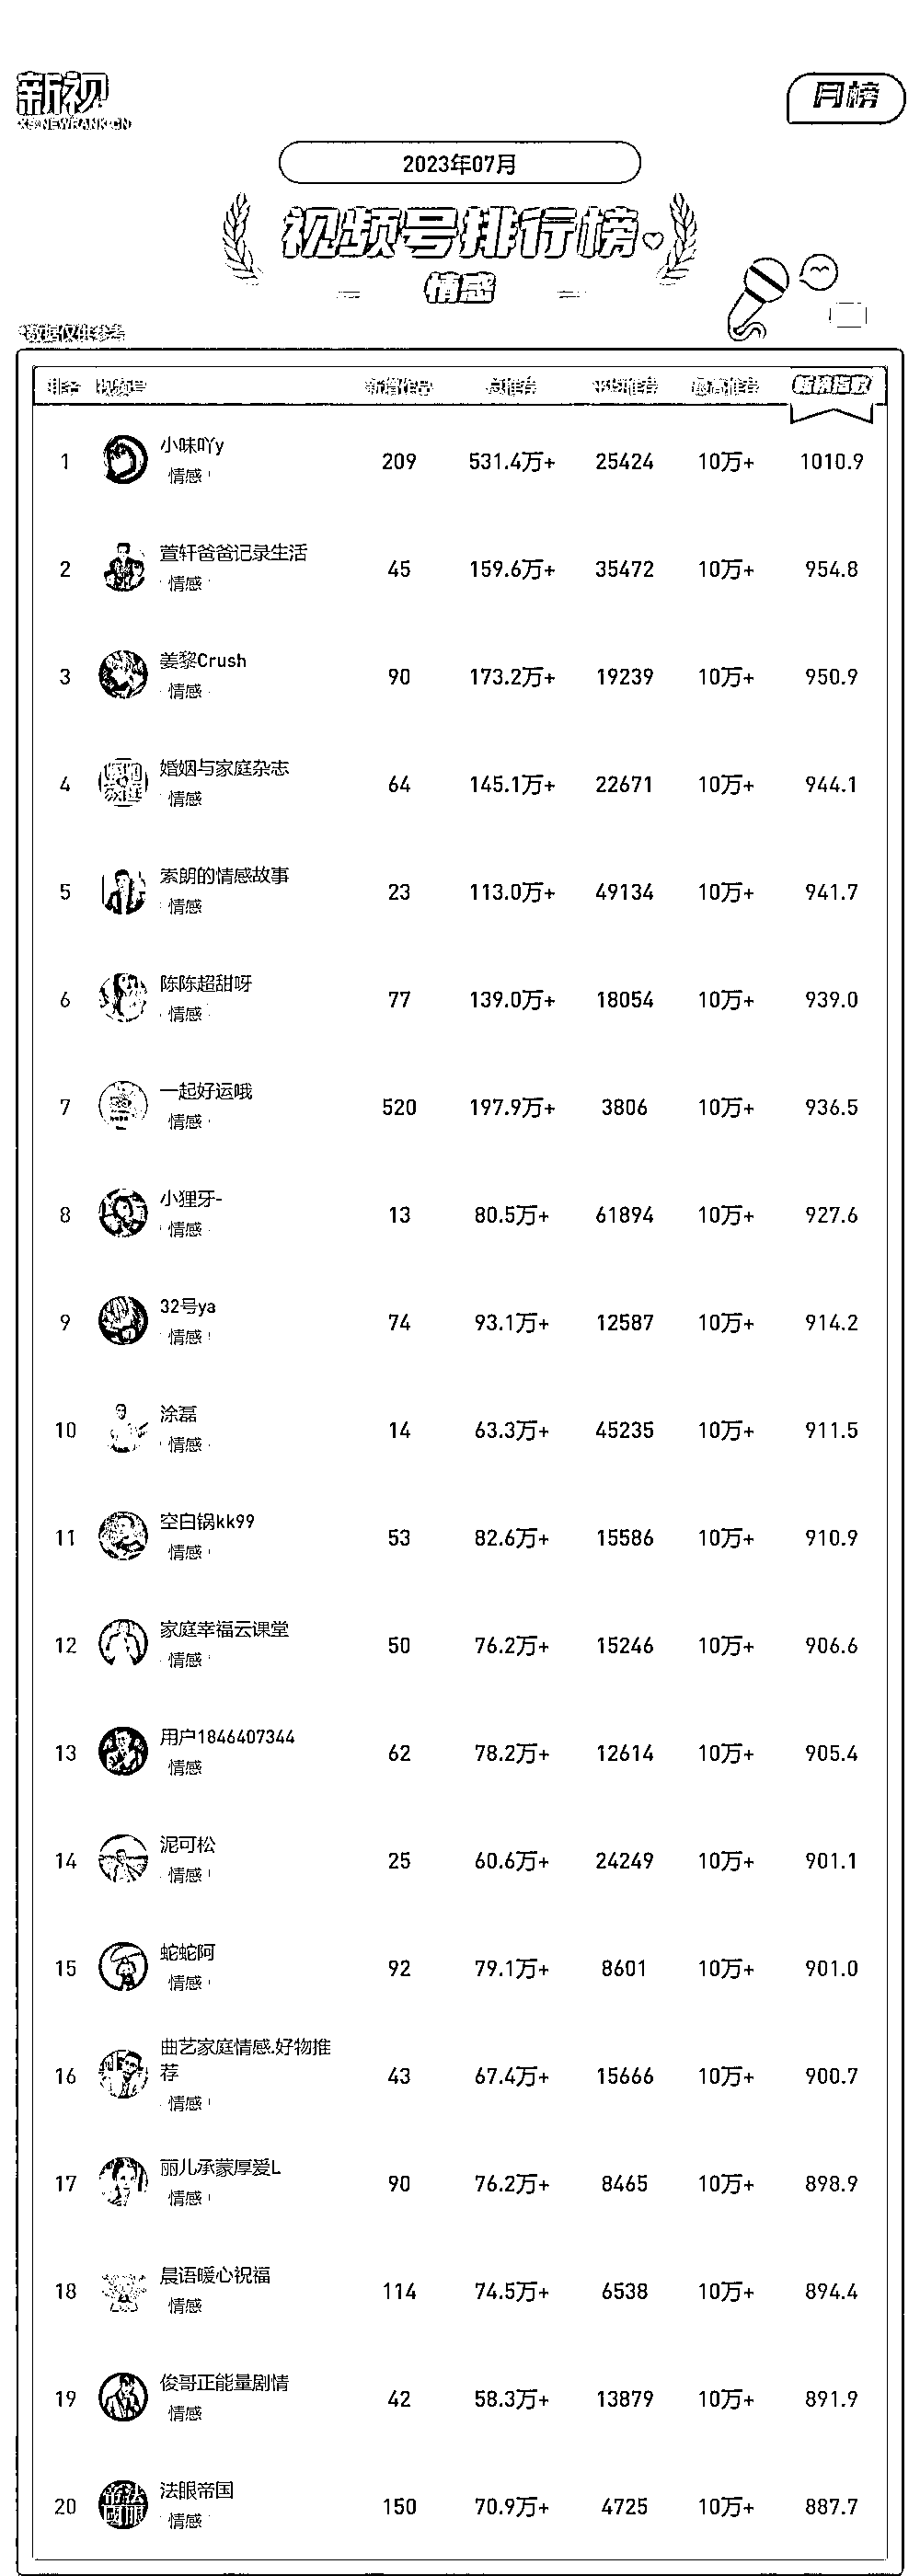 新视
XS.NEWRANK.CN
月榜
2023年07月
视频号排行榜
情感
*数据仅供参考
排名 视频号 新增作品 总推荐 平均推荐 最高推荐 新榜指数
1 小味吖y 209 531.4万+ 25424 10万+ 1010.9
情感
2 萱轩爸爸记录生活 45 159.6万+ 35472 10万+ 954.8
情感
3 姜黎Crush 90 173.2万+ 19239 10万+ 950.9
情感
4 婚姻与家庭杂志 64 145.1万+ 22671 10万+ 944.1
情感
5 索朗的情感故事 23 113.0万+ 49134 10万+ 941.7
情感
6 陈陈超甜呀 77 139.0万+ 18054 10万+ 939.0
情感
7 一起好运哦 520 197.9万+ 3806 10万+ 936.5
情感
8 小狸牙- 13 80.5万+ 61894 10万+ 927.6
情感
9 32号ya 74 93.1万+ 12587 10万+ 914.2
情感
10 涂磊 14 63.3万+ 45235 10万+ 911.5
情感
11 空白锅kk99 53 82.6万+ 15586 10万+ 910.9
情感
12 家庭幸福云课堂 50 76.2万+ 15246 10万+ 906.6
情感
13 用户1846407344 62 78.2万+ 12614 10万+ 905.4
情感
14 泥可松 25 60.6万+ 24249 10万+ 901.1
情感
15 蛇蛇阿 92 79.1万+ 8601 10万+ 901.0
情感
16 曲艺家庭情感.好物推 43 67.4万+ 15666 10万+ 900.7
荐
情感
17 丽儿承蒙厚爱L 90 76.2万+ 8465 10万+ 898.9
情感
18 晨语暖心祝福 114 74.5万+ 6538 10万+ 894.4
情感
19 俊哥正能量剧情 42 58.3万+ 13879 10万+ 891.9
情感
20 法眼帝国 150 70.9万+ 4725 10万+ 887.7
情感